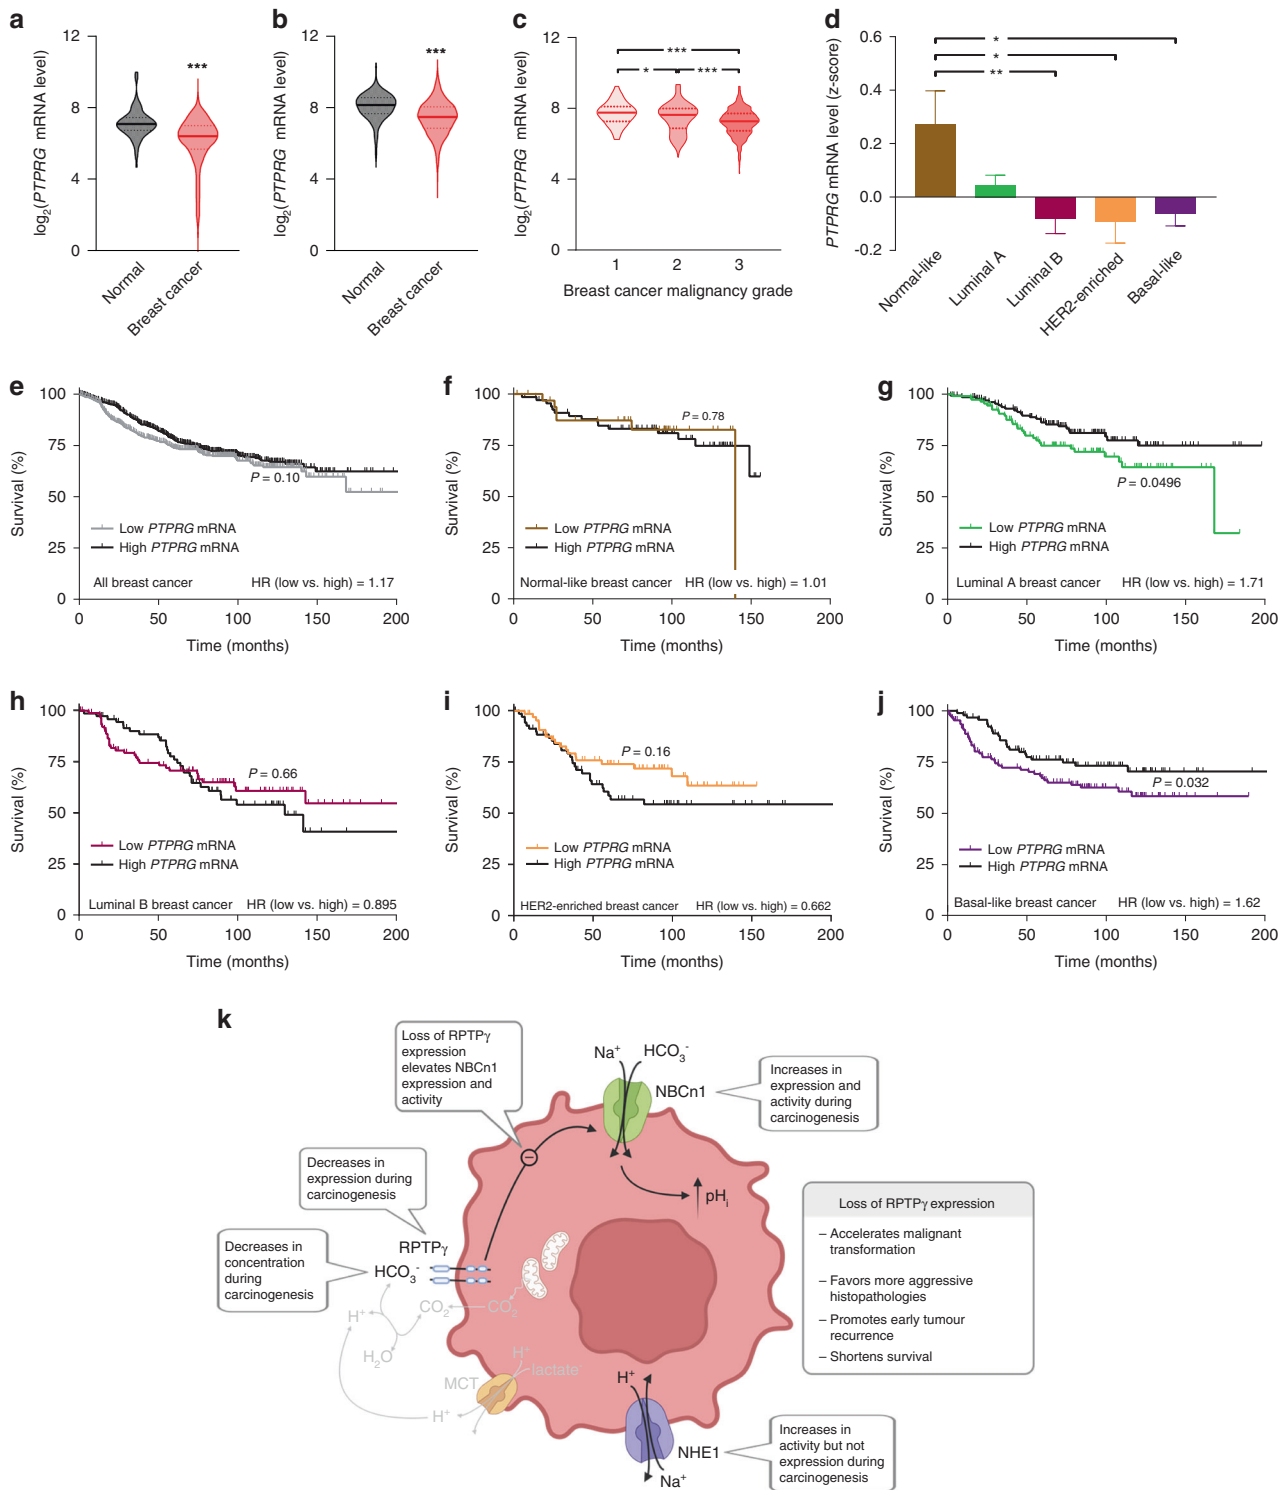 a
12
8
4
0
log2(PTPRG mRNA level)
***
Normal
Breast cancer
b
12
8
4
0
log2(PTPRG mRNA level)
***
Normal
Breast cancer
c
12
8
4
0
log2(PTPRG mRNA level)
***
*
***
1 2 3
Breast cancer malignancy grade
d
0.6
0.4
0.2
0.0
-0.2
PTPRG mRNA level (z-score)
*
*
**
Normal-like
Luminal A
Luminal B
HER2-enriched
Basal-like
e
100
75
50
25
0
Survival (%)
P = 0.10
Low PTPRG mRNA
High PTPRG mRNA
All breast cancer HR (low vs. high) = 1.17
0 50 100 150 200
Time (months)
f
100
75
50
25
0
Survival (%)
P = 0.78
Low PTPRG mRNA
High PTPRG mRNA
Normal-like breast cancer HR (low vs. high) = 1.01
0 50 100 150 200
Time (months)
g
100
75
50
25
0
Survival (%)
P = 0.0496
Low PTPRG mRNA
High PTPRG mRNA
Luminal A breast cancer HR (low vs. high) = 1.71
0 50 100 150 200
Time (months)
h
100
75
50
25
0
Survival (%)
P = 0.66
Low PTPRG mRNA
High PTPRG mRNA
Luminal B breast cancer HR (low vs. high) = 0.895
0 50 100 150 200
Time (months)
i
100
75
50
25
0
Survival (%)
P = 0.16
Low PTPRG mRNA
High PTPRG mRNA
HER2-enriched breast cancer HR (low vs. high) = 0.662
0 50 100 150 200
Time (months)
j
100
75
50
25
0
Survival (%)
P = 0.032
Low PTPRG mRNA
High PTPRG mRNA
Basal-like breast cancer HR (low vs. high) = 1.62
0 50 100 150 200
Time (months)
k
Loss of RPTPγ
expression
elevates NBCn1
expression and
activity
Na+ HCO3-
NBCn1
Increases in
expression and
activity during
carcinogenesis
Decreases in
expression during
carcinogenesis
pHi
RPTPγ
Decreases in
concentration
during
carcinogenesis
HCO3-
H+
CO2
CO2
H2O
H+
lactate-
MCT
H+
Loss of RPTPγ expression
– Accelerates malignant
transformation
– Favors more aggressive
histopathologies
– Promotes early tumour
recurrence
– Shortens survival
H+
NHE1
Na+
Increases in
activity but not
expression during
carcinogenesis